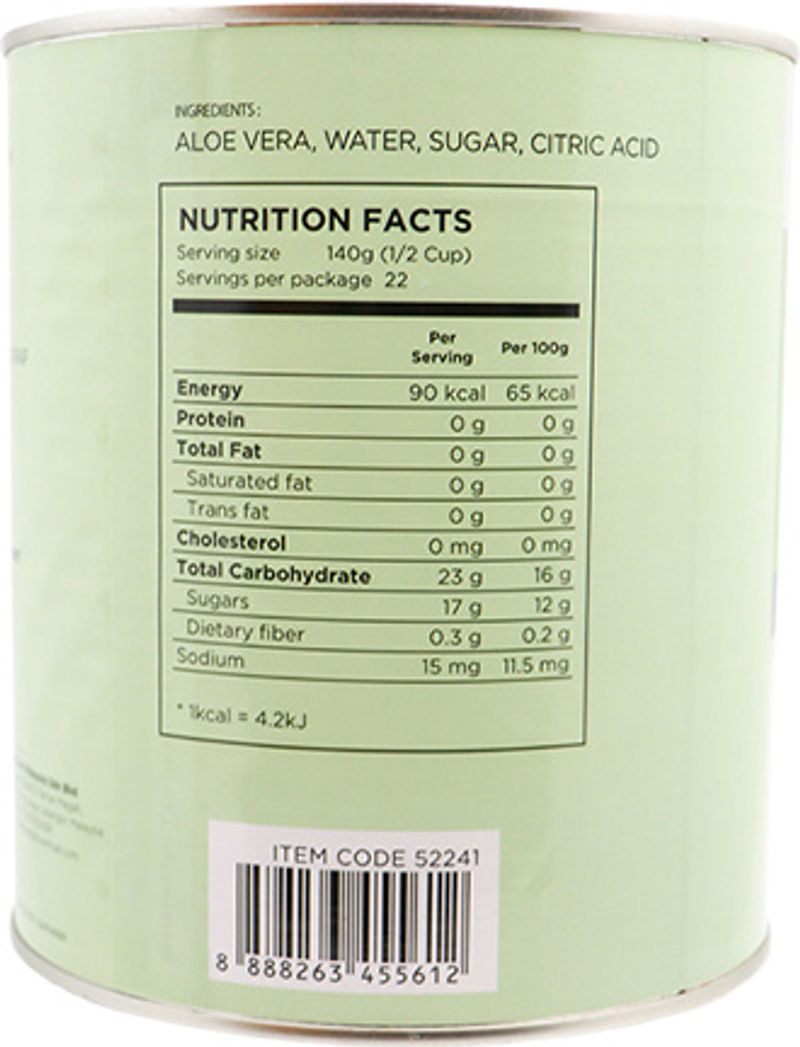 INGREDIENTS:
ALOE VERA, WATER, SUGAR, CITRIC ACID
NUTRITION FACTS
Serving size 140g (1/2 Cup)
Servings per package 22
Per Serving Per 100g
Energy 90 kcal 65 kcal
Protein 0 g 0 g
Total Fat 0 g 0 g
Saturated fat 0 g 0 g
Trans fat 0 g 0 g
Cholesterol 0 mg 0 mg
Total Carbohydrate 23 g 16 g
Sugars 17 g 12 g
Dietary fiber 0.3 g 0.2 g
Sodium 15 mg 11.5 mg
* 1kcal = 4.2kJ
ITEM CODE 52241
8 888263 455612